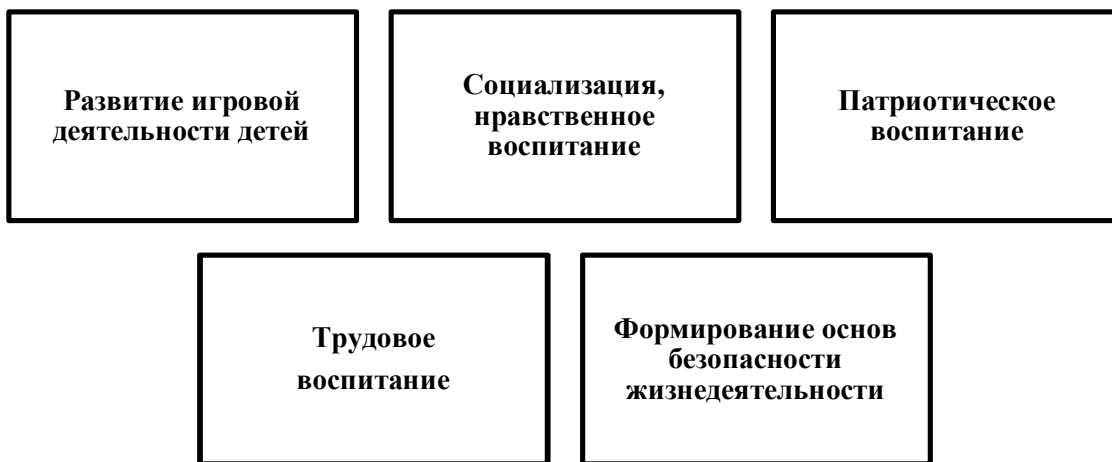 Развитие игровой
деятельности детей
Социализация,
нравственное
воспитание
Патриотическое
воспитание
Трудовое
воспитание
Формирование основ
безопасности
жизнедеятельности